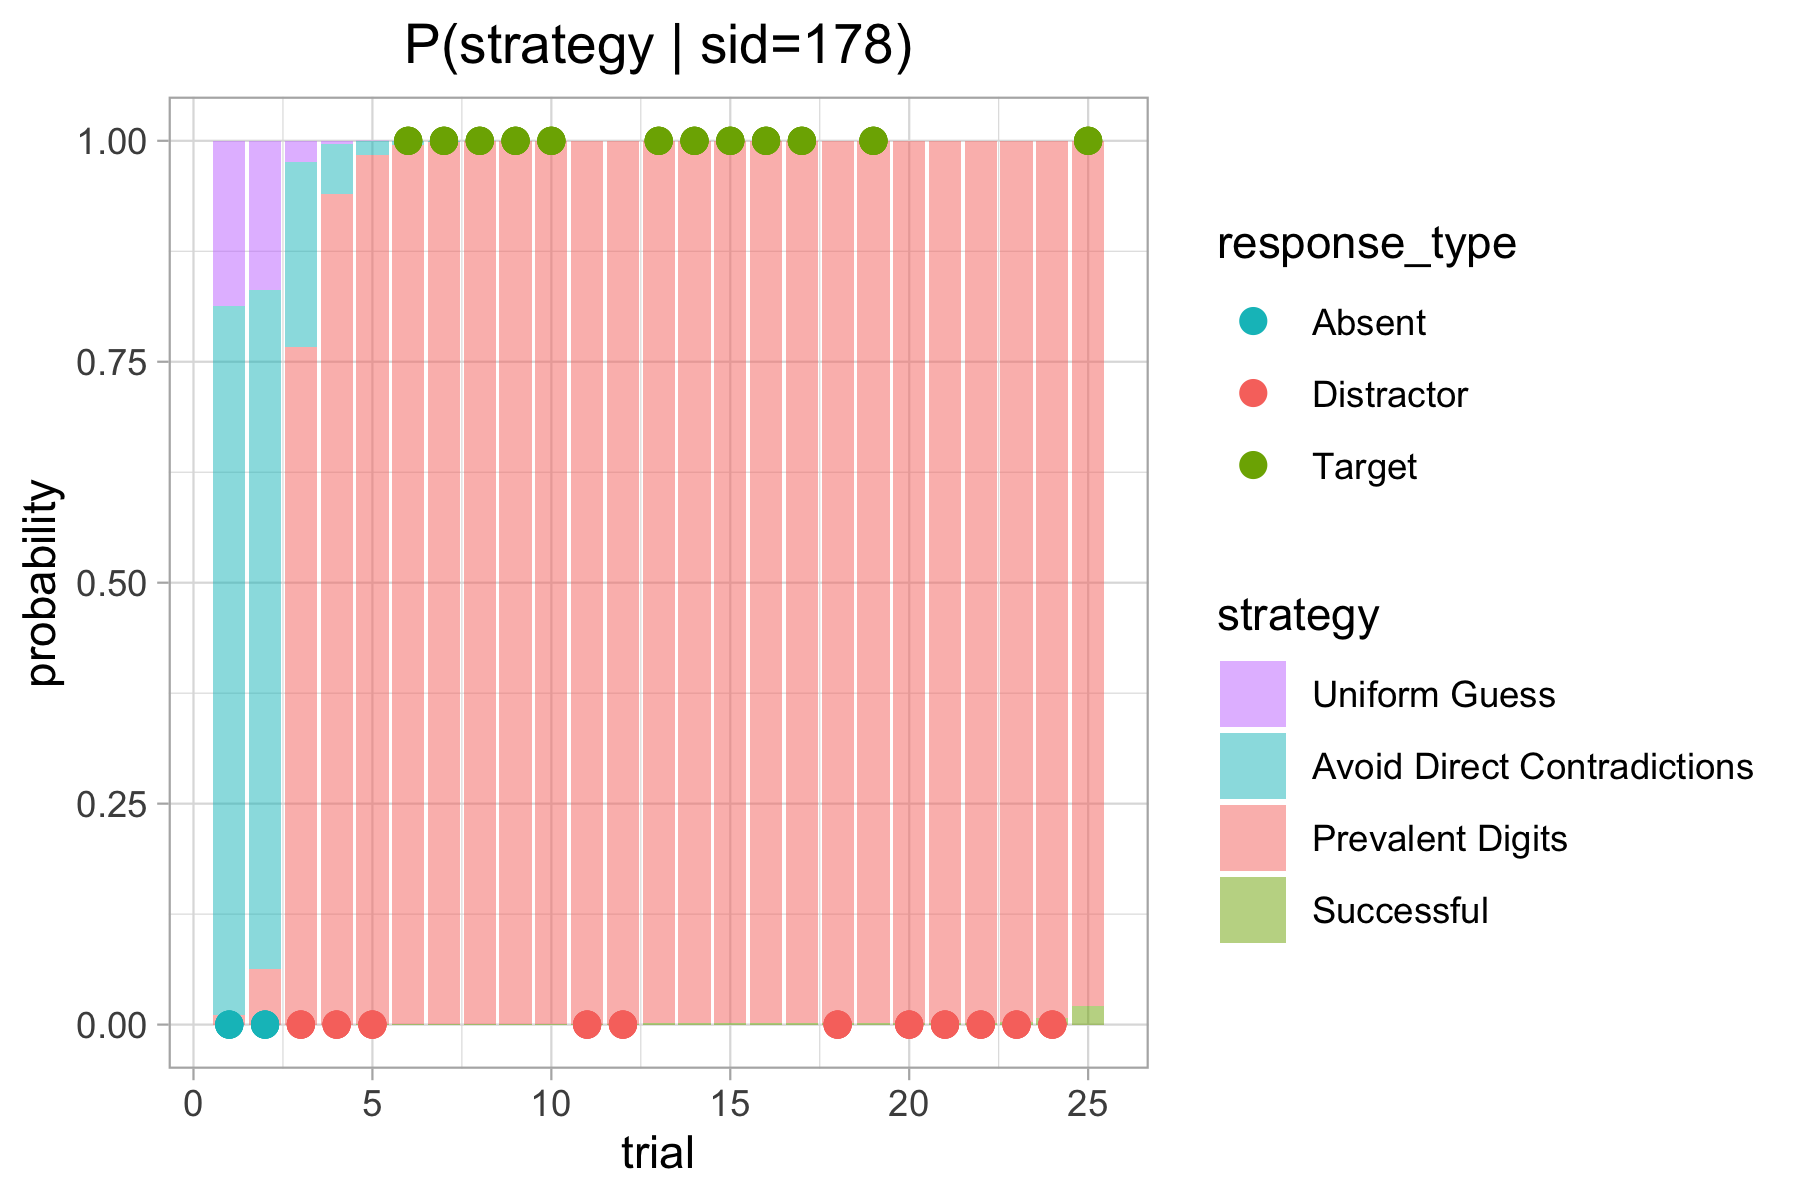 P(strategy | sid=178)
probability
1.00
0.75
0.50
0.25
0.00
0 5 10 15 20 25
trial
response_type
Absent
Distractor
Target
strategy
Uniform Guess
Avoid Direct Contradictions
Prevalent Digits
Successful